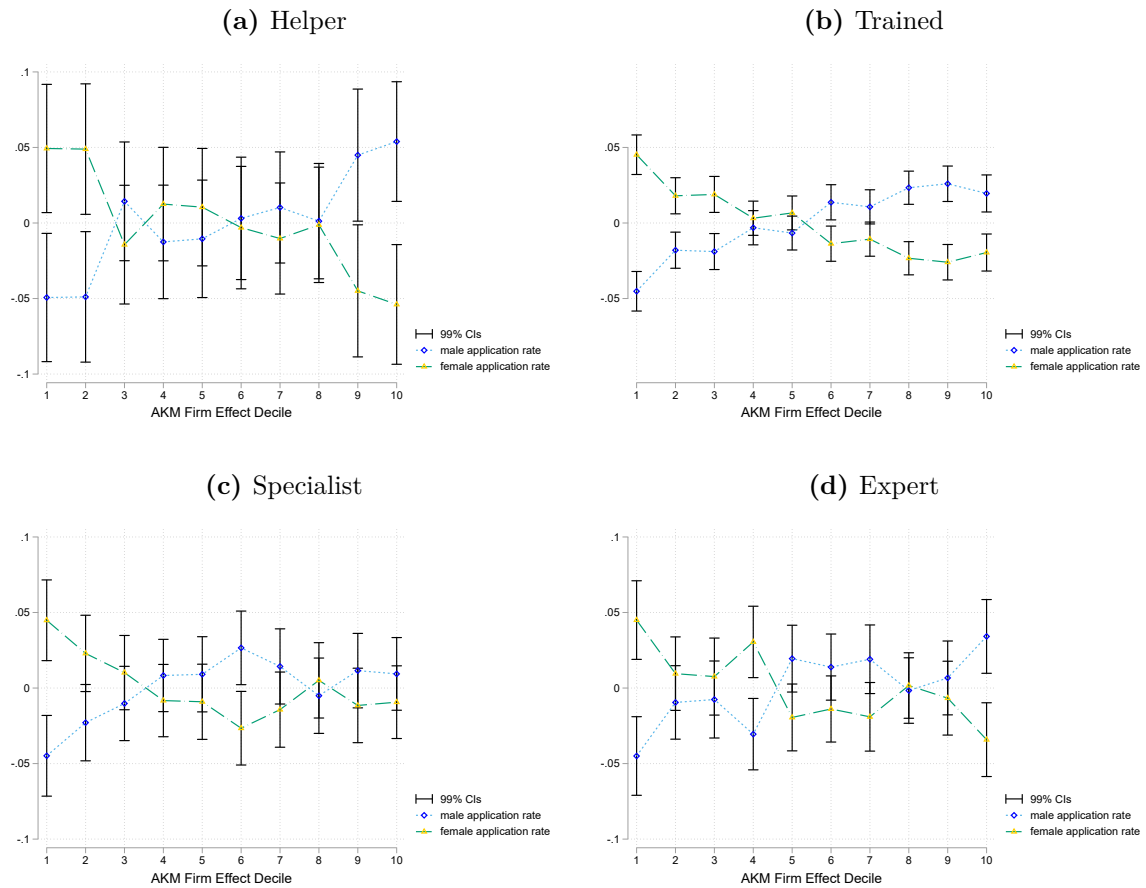 (a) Helper
.1
.05
0
-.05
-.1
1 2 3 4 5 6 7 8 9 10
AKM Firm Effect Decile
99% CIs
male application rate
female application rate
(b) Trained
.1
.05
0
-.05
-.1
1 2 3 4 5 6 7 8 9 10
AKM Firm Effect Decile
99% CIs
male application rate
female application rate
(c) Specialist
.1
.05
0
-.05
-.1
1 2 3 4 5 6 7 8 9 10
AKM Firm Effect Decile
99% CIs
male application rate
female application rate
(d) Expert
.1
.05
0
-.05
-.1
1 2 3 4 5 6 7 8 9 10
AKM Firm Effect Decile
99% CIs
male application rate
female application rate